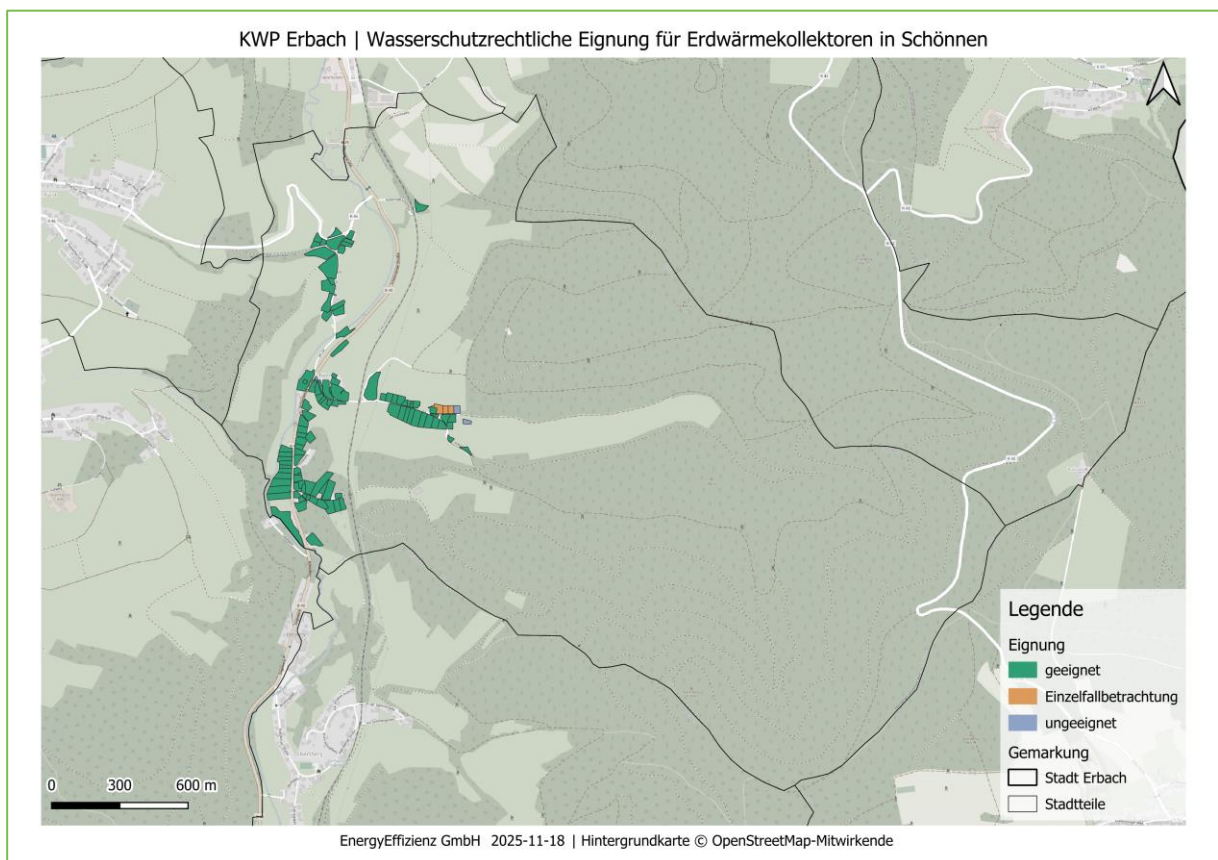 KWP Erbach | Wasserschutzrechtliche Eignung für Erdwärmekollektoren in Schönnen
Legende
Eignung
geeignet
Einzelfallbetrachtung
ungeeignet
Gemarkung
Stadt Erbach
Stadtteile
0 300 600 m
EnergyEffizienz GmbH 2025-11-18 | Hintergrundkarte © OpenStreetMap-Mitwirkende